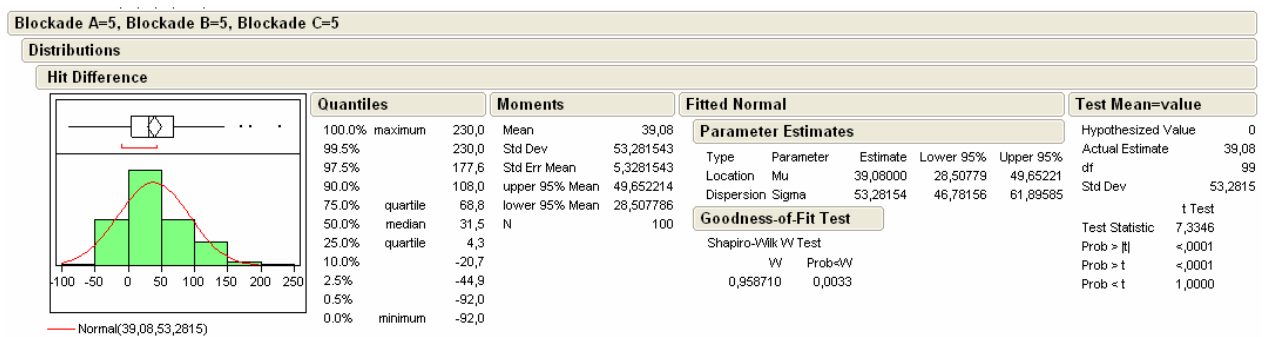 Blockade A=5, Blockade B=5, Blockade C=5
Distributions
Hit Difference
-100 -50 0 50 100 150 200 250
Normal(39,08,53,2815)
Quantiles
100.0% maximum 230,0
99.5% 230,0
97.5% 177,6
90.0% 108,0
75.0% quartile 68,8
50.0% median 31,5
25.0% quartile 4,3
10.0% -20,7
2.5% -44,9
0.5% -92,0
0.0% minimum -92,0
Moments
Mean 39,08
Std Dev 53,281543
Std Err Mean 5,3281543
upper 95% Mean 49,652214
lower 95% Mean 28,507786
N 100
Fitted Normal
Parameter Estimates
Type Parameter Estimate Lower 95% Upper 95%
Location Mu 39,08000 28,50779 49,65221
Dispersion Sigma 53,28154 46,78156 61,89585
Goodness-of-Fit Test
Shapiro-Wilk W Test
W Prob<W
0,958710 0,0033
Test Mean=value
Hypothesized Value 0
Actual Estimate 39,08
df 99
Std Dev 53,2815
t Test
Test Statistic 7,3346
Prob > |t| <,0001
Prob > t <,0001
Prob < t 1,0000